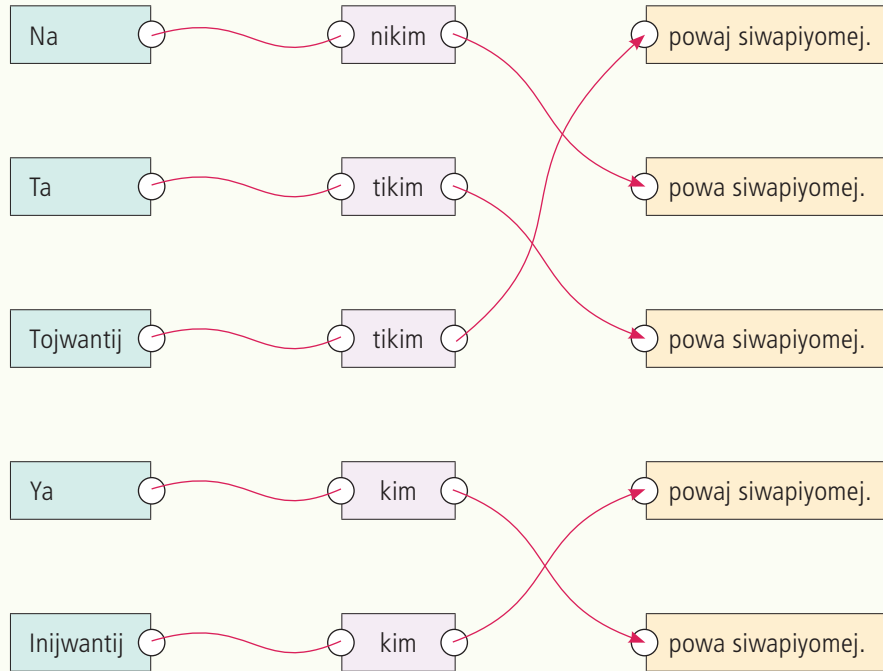 Na nikim powaj siwapiyomej.
Ta tikim powa siwapiyomej.
Tojwantij tikim powa siwapiyomej.
Ya kim powaj siwapiyomej.
Inijwantij kim powa siwapiyomej.